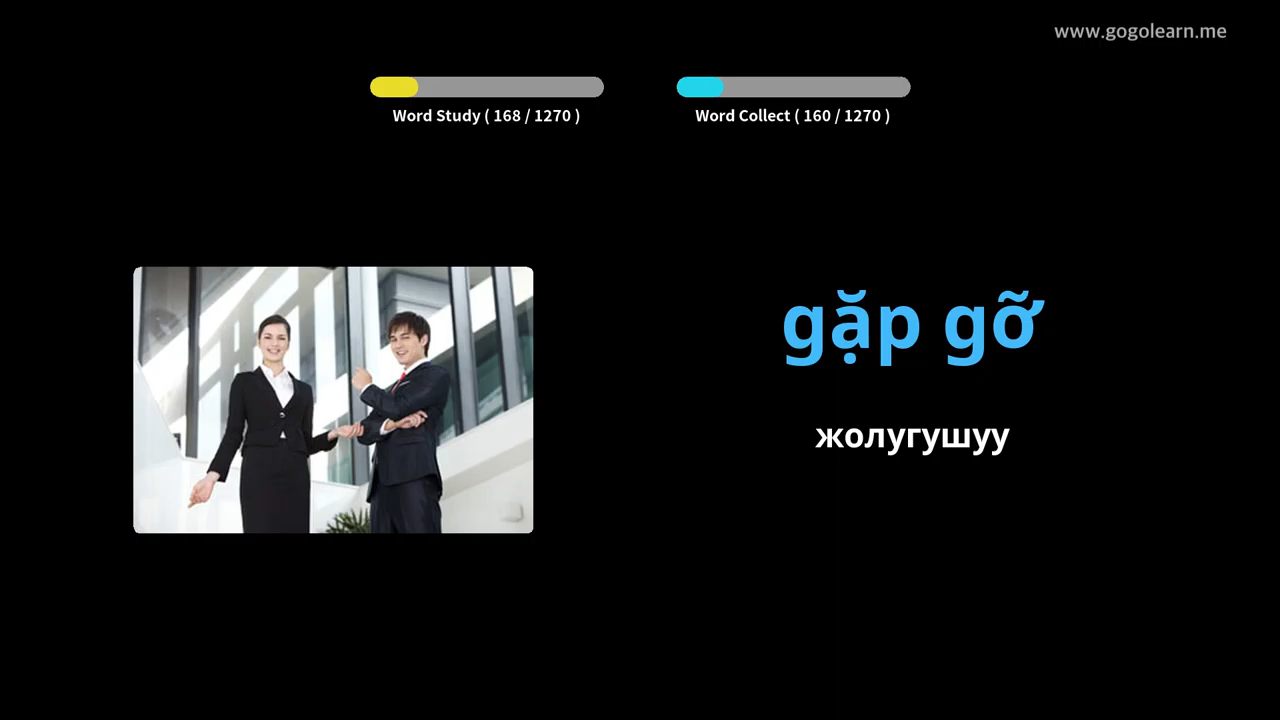 www.gogolearn.me
Word Study ( 168 / 1270 )
Word Collect ( 160 / 1270 )
gặp gỡ
жолугушуу